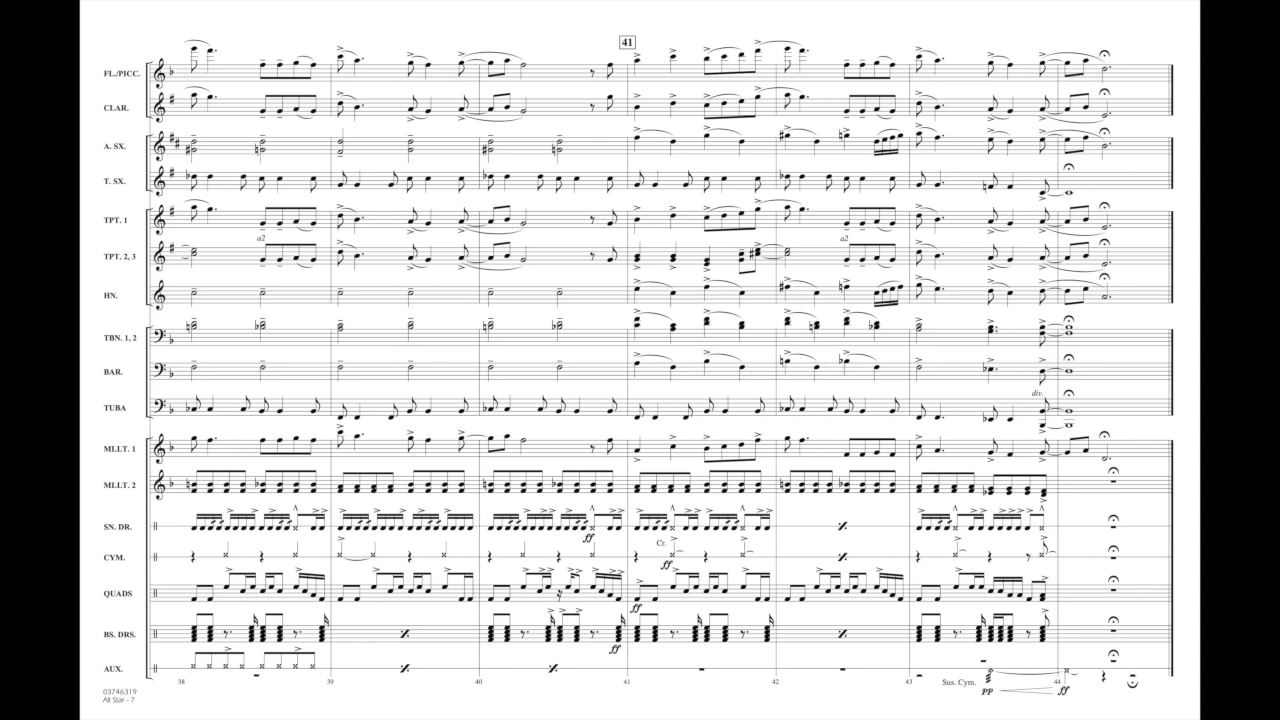 41
FL./PICC.
CLAR.
A. SX.
T. SX.
TPT. 1
a2 a2
TPT. 2, 3
HN.
TBN. 1, 2
BAR.
div.
TUBA
MLLT. 1
MLLT. 2
SN. DR.
ff
Cr.
CYM.
ff
QUADS
ff
BS. DRS.
ff
AUX.
38 39 40 41 42 43 Sus. Cym. 44
pp ff
03746319
All Star - 7